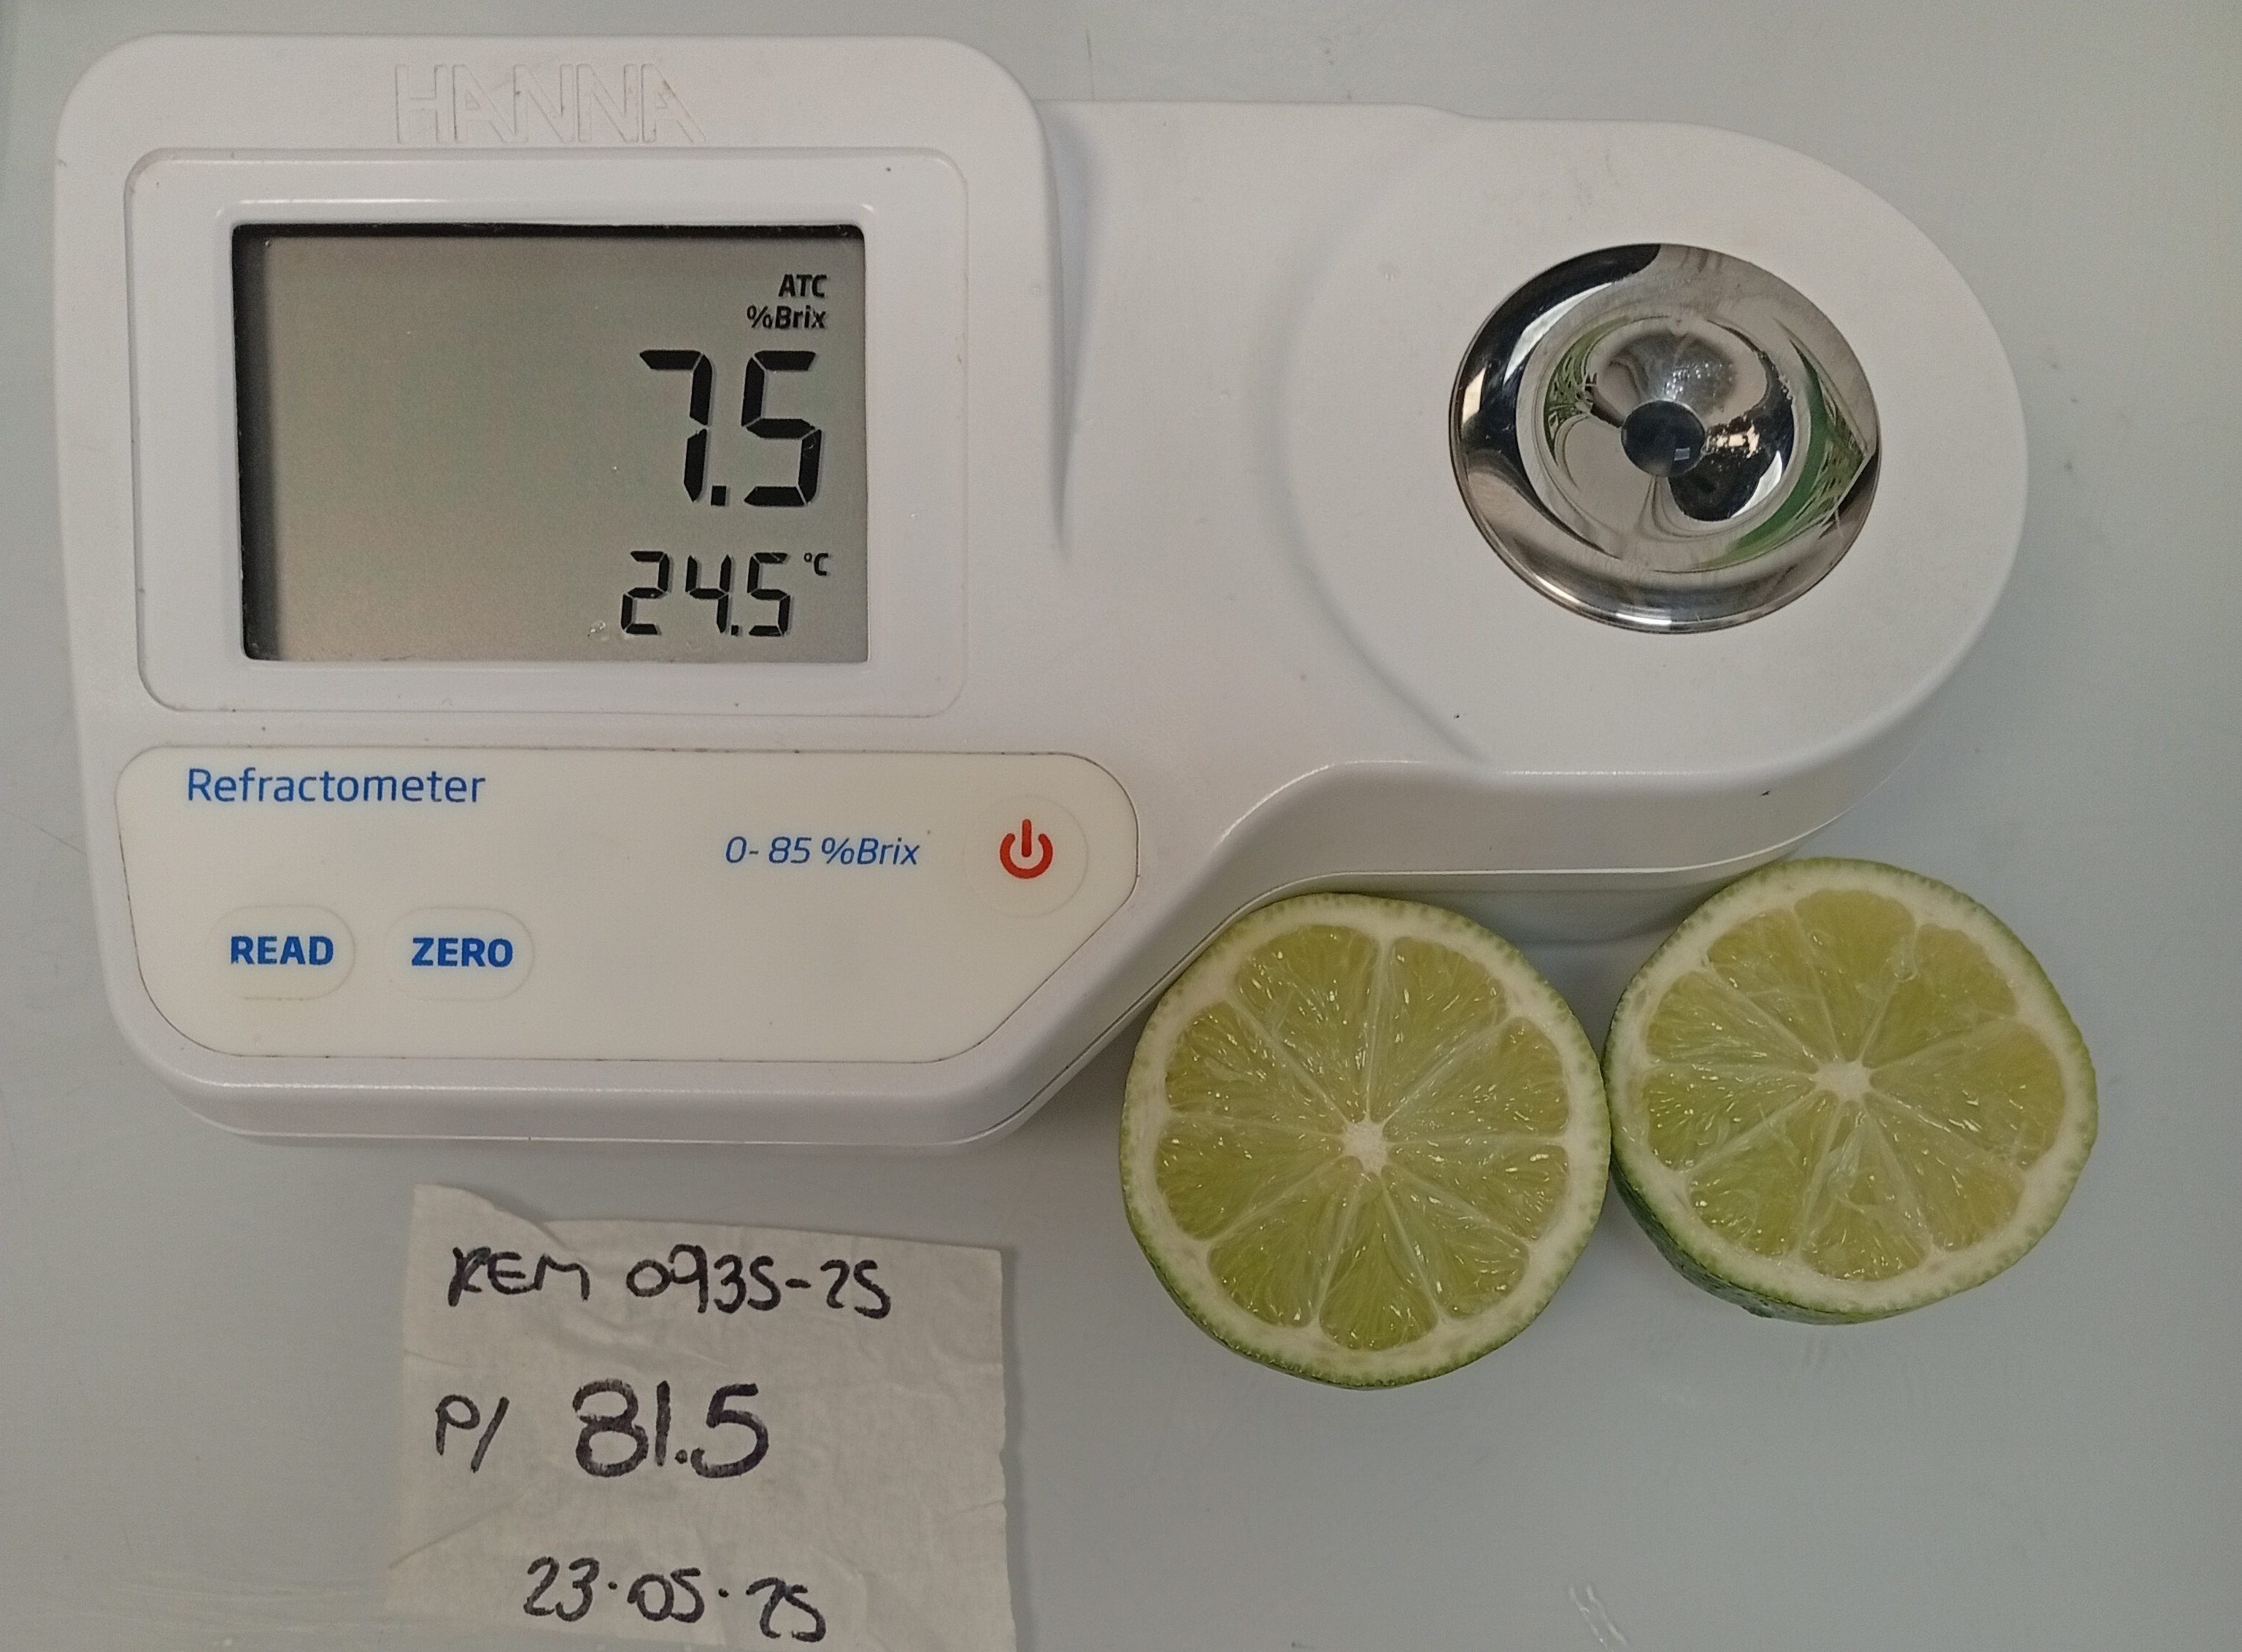 HANNA
ATC
%Brix
7.5
24.5 °C
Refractometer
0-85 %Brix
READ ZERO
REM 0935-25
P/ 81.5
23.05.25